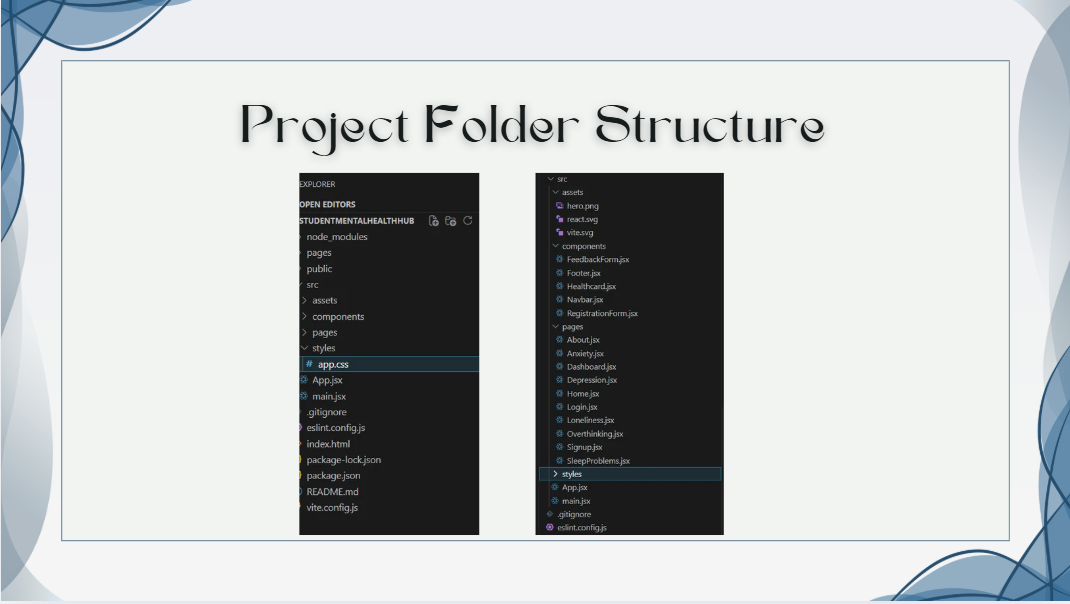 Project Folder Structure
EXPLORER
OPEN EDITORS
STUDENTMENTALHEALTHHUB
node_modules
pages
public
src
assets
components
pages
styles
# app.css
App.jsx
main.jsx
.gitignore
eslint.config.js
index.html
package-lock.json
package.json
README.md
vite.config.js
src
assets
hero.png
react.svg
vite.svg
components
FeedbackForm.jsx
Footer.jsx
Healthcard.jsx
Navbar.jsx
RegistrationForm.jsx
pages
About.jsx
Anxiety.jsx
Dashboard.jsx
Depression.jsx
Home.jsx
Login.jsx
Loneliness.jsx
Overthinking.jsx
Signup.jsx
SleepProblems.jsx
styles
App.jsx
main.jsx
.gitignore
eslint.config.js